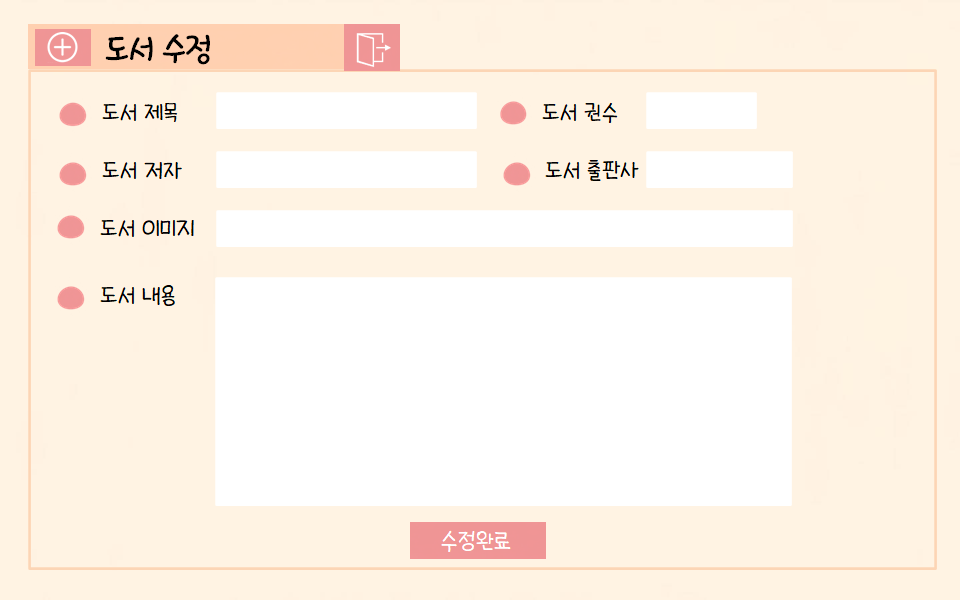 도서 수정
도서 제목
도서 권수
도서 저자
도서 출판사
도서 이미지
도서 내용
수정완료